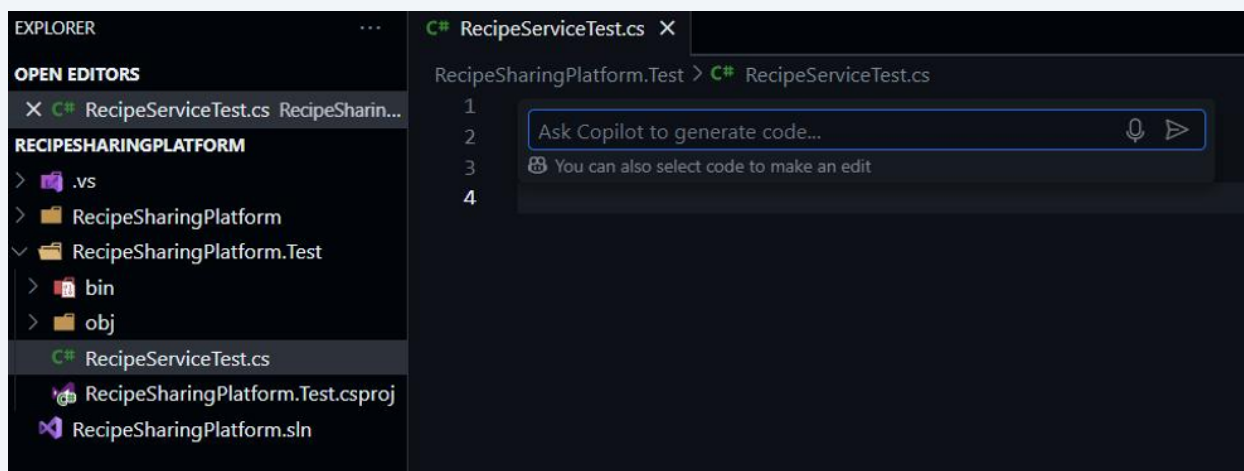 EXPLORER ...
OPEN EDITORS
C# RecipeServiceTest.cs RecipeSharin...
RECIPESHARINGPLATFORM
.vs
RecipeSharingPlatform
RecipeSharingPlatform.Test
bin
obj
C# RecipeServiceTest.cs
RecipeSharingPlatform.Test.csproj
RecipeSharingPlatform.sln
C# RecipeServiceTest.cs
RecipeSharingPlatform.Test > C# RecipeServiceTest.cs
1
2 Ask Copilot to generate code...
3 You can also select code to make an edit
4